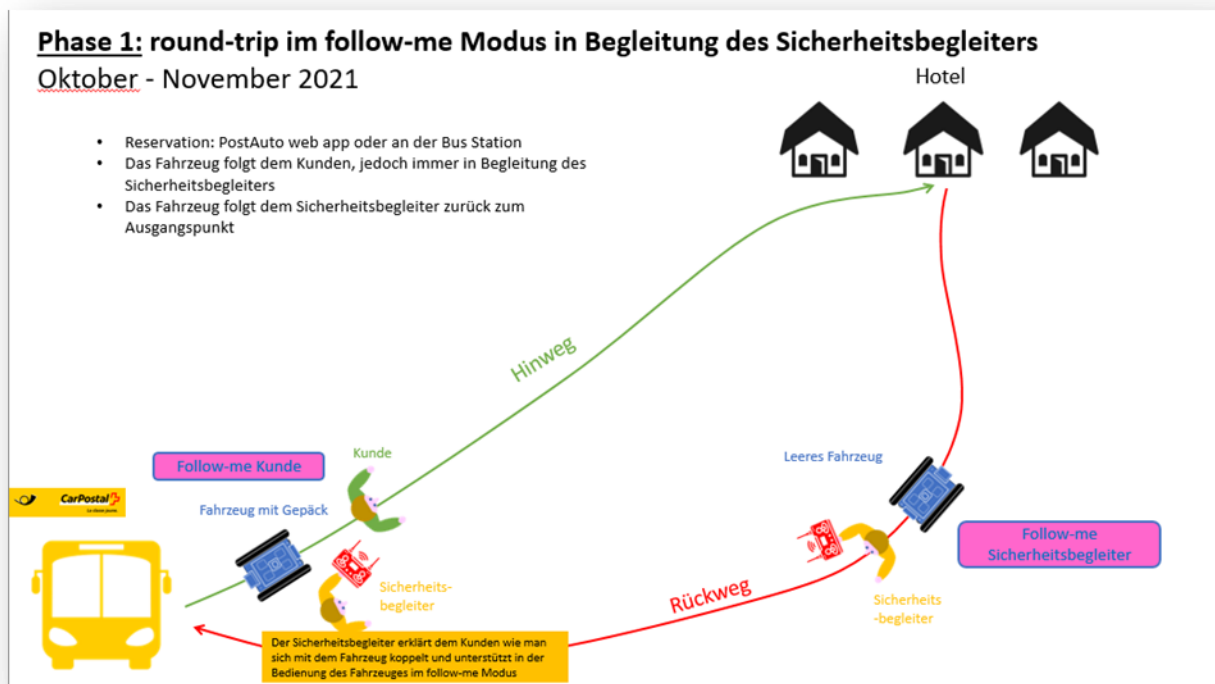 Phase 1: round-trip im follow-me Modus in Begleitung des Sicherheitsbegleiters
Oktober - November 2021
Hotel
• Reservation: PostAuto web app oder an der Bus Station
• Das Fahrzeug folgt dem Kunden, jedoch immer in Begleitung des
Sicherheitsbegleiters
• Das Fahrzeug folgt dem Sicherheitsbegleiter zurück zum
Ausgangspunkt
Hinweg
Kunde
Follow-me Kunde
Leeres Fahrzeug
CarPostal
La classe jaune.
Fahrzeug mit Gepäck
Follow-me
Sicherheitsbegleiter
Sicherheits-
begleiter
Rückweg
Sicherheits
-begleiter
Der Sicherheitsbegleiter erklärt dem Kunden wie man
sich mit dem Fahrzeug koppelt und unterstützt in der
Bedienung des Fahrzeuges im follow-me Modus